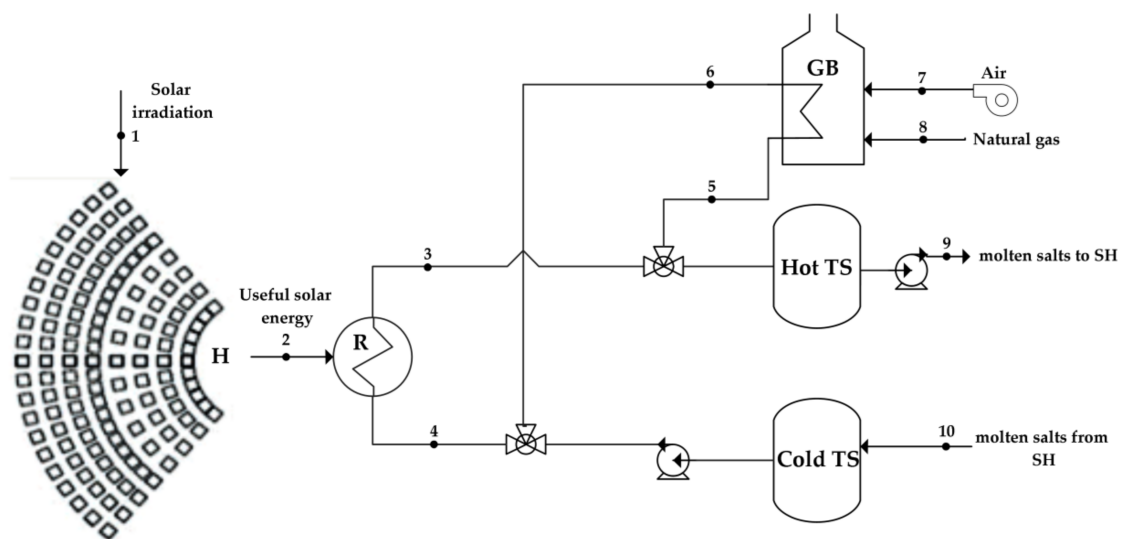 Solar
irradiation
1
6
GB
7
Air
8
Natural gas
5
3
Hot TS
9
molten salts to SH
Useful solar
energy
2
H
R
4
Cold TS
10
molten salts from
SH